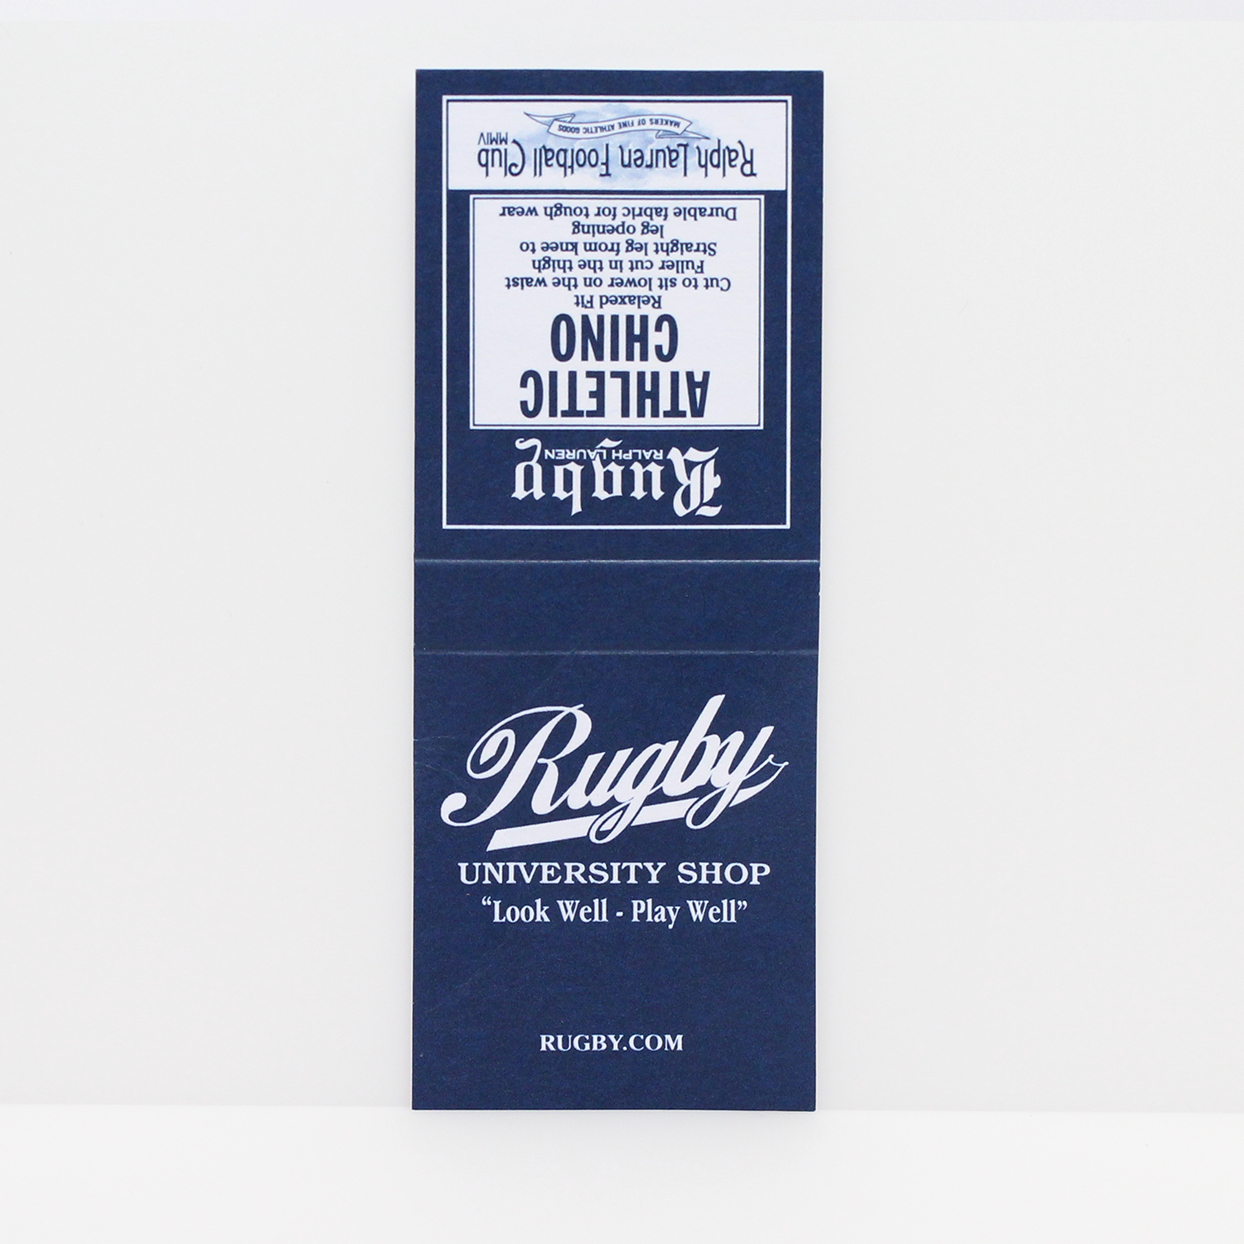 Rugby
RALPH LAUREN
ATHLETIC
CHINO
Relaxed Fit
Cut to sit lower on the waist
Fuller cut in the thigh
Straight leg from knee to
leg opening
Durable fabric for tough wear
Ralph Lauren Football Club
MMIV
MAKERS OF FINE ATHLETIC GOODS
Rugby
UNIVERSITY SHOP
“Look Well - Play Well”
RUGBY.COM